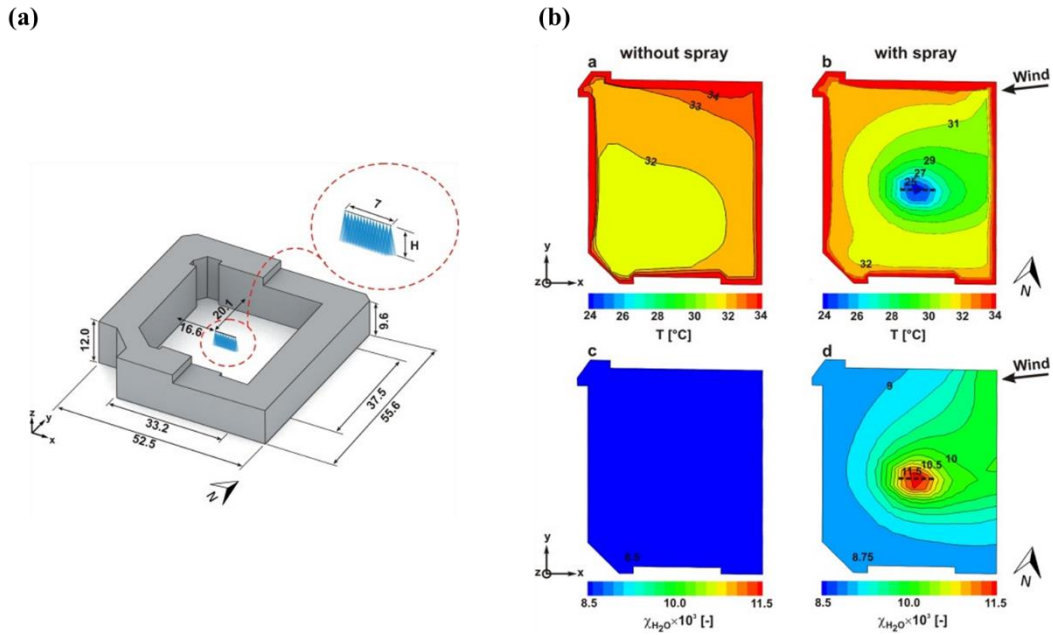 (a)
(b)
7
H
20.1
16.6
12.0
9.6
37.5
55.6
33.2
52.5
z
y
x
N
without spray
with spray
a
b
Wind
34
33
32
31
29
27
25
32
y
z
x
N
24 26 28 30 32 34
24 26 28 30 32 34
T [°C]
T [°C]
c
d
Wind
9
10
10.5
11.5
8.5
8.75
y
z
x
N
8.5 10.0 11.5
8.5 10.0 11.5
χH₂O×10³ [-]
χH₂O×10³ [-]